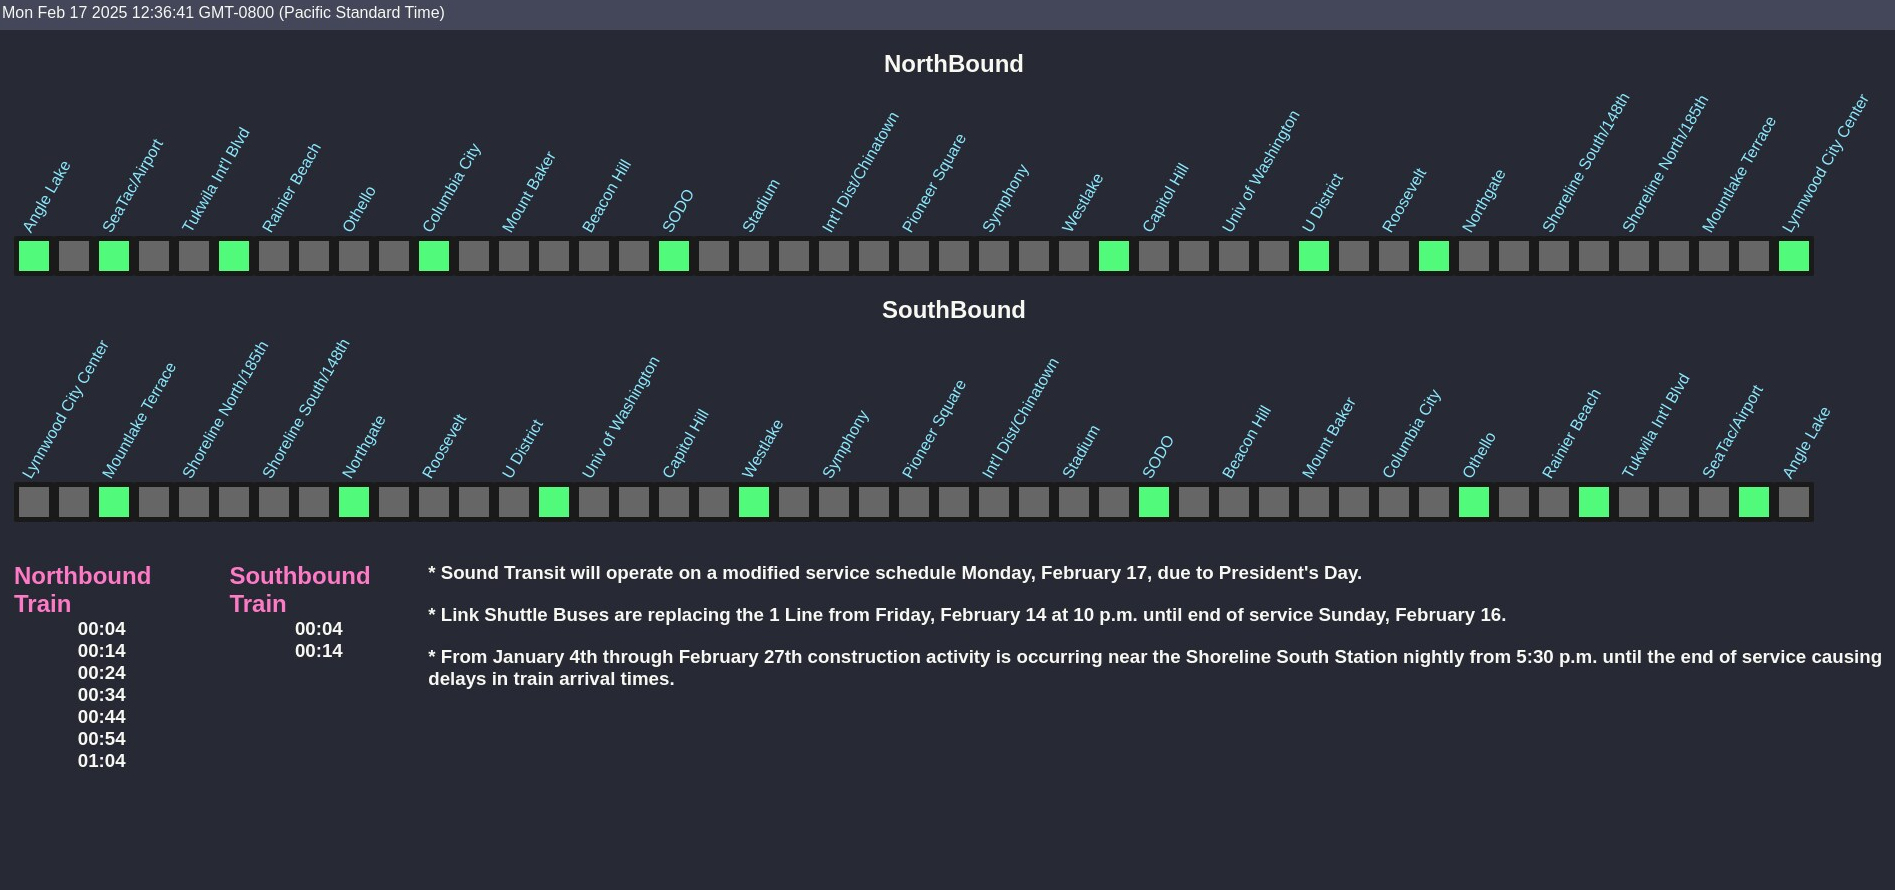 Mon Feb 17 2025 12:36:41 GMT-0800 (Pacific Standard Time)
NorthBound
Angle Lake
SeaTac/Airport
Tukwila Int'l Blvd
Rainier Beach
Othello
Columbia City
Mount Baker
Beacon Hill
SODO
Stadium
Int'l Dist/Chinatown
Pioneer Square
Symphony
Westlake
Capitol Hill
Univ of Washington
U District
Roosevelt
Northgate
Shoreline South/148th
Shoreline North/185th
Mountlake Terrace
Lynnwood City Center
SouthBound
Lynnwood City Center
Mountlake Terrace
Shoreline North/185th
Shoreline South/148th
Northgate
Roosevelt
U District
Univ of Washington
Capitol Hill
Westlake
Symphony
Pioneer Square
Int'l Dist/Chinatown
Stadium
SODO
Beacon Hill
Mount Baker
Columbia City
Othello
Rainier Beach
Tukwila Int'l Blvd
SeaTac/Airport
Angle Lake
Northbound
Train
00:04
00:14
00:24
00:34
00:44
00:54
01:04
Southbound
Train
00:04
00:14
* Sound Transit will operate on a modified service schedule Monday, February 17, due to President's Day.
* Link Shuttle Buses are replacing the 1 Line from Friday, February 14 at 10 p.m. until end of service Sunday, February 16.
* From January 4th through February 27th construction activity is occurring near the Shoreline South Station nightly from 5:30 p.m. until the end of service causing
delays in train arrival times.